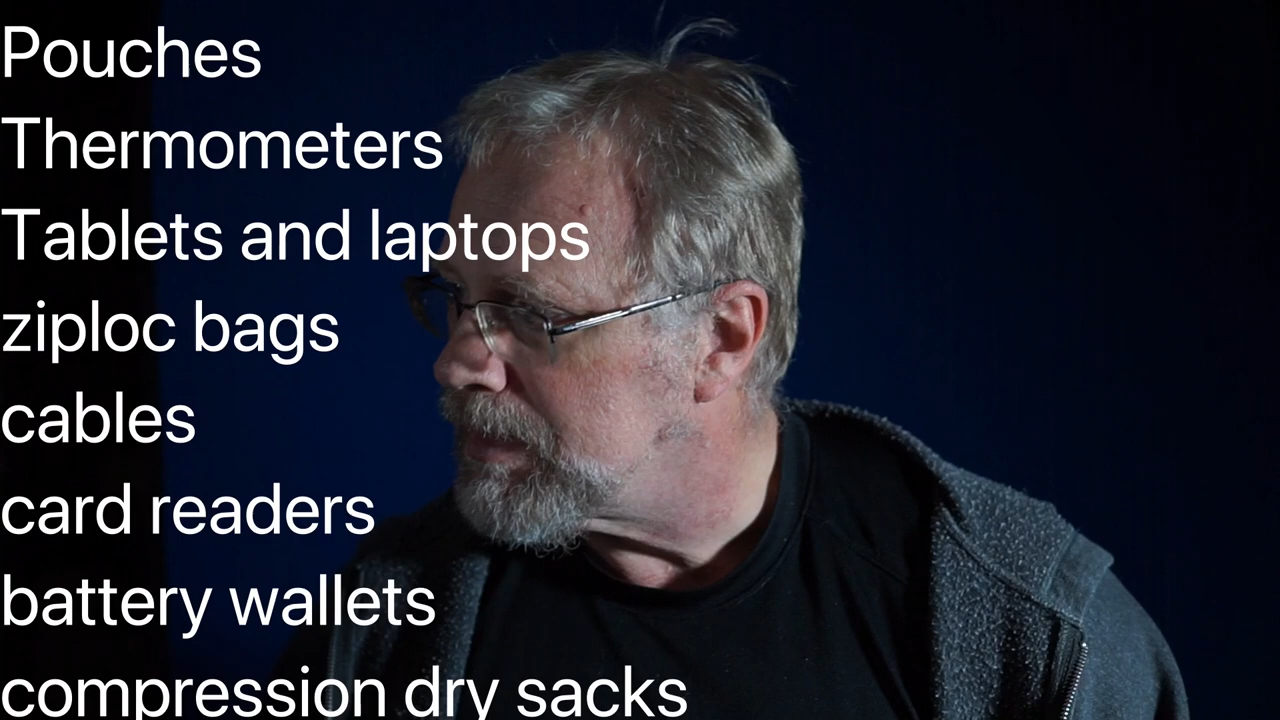 Pouches
Thermometers
Tablets and laptops
ziploc bags
cables
card readers
battery wallets
compression dry sacks